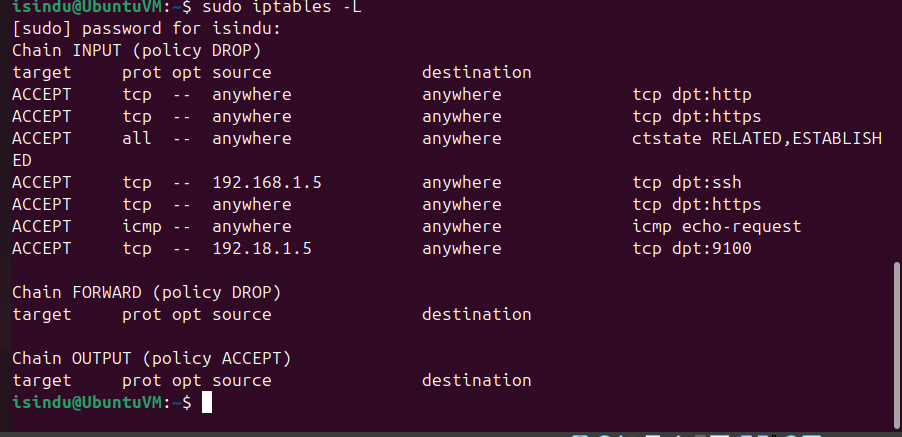 isindu@UbuntuVM:~$ sudo iptables -L
[sudo] password for isindu:
Chain INPUT (policy DROP)
target     prot opt source               destination
ACCEPT     tcp  --  anywhere             anywhere             tcp dpt:http
ACCEPT     tcp  --  anywhere             anywhere             tcp dpt:https
ACCEPT     all  --  anywhere             anywhere             ctstate RELATED,ESTABLISH
ED
ACCEPT     tcp  --  192.168.1.5          anywhere             tcp dpt:ssh
ACCEPT     tcp  --  anywhere             anywhere             tcp dpt:https
ACCEPT     icmp --  anywhere             anywhere             icmp echo-request
ACCEPT     tcp  --  192.18.1.5           anywhere             tcp dpt:9100

Chain FORWARD (policy DROP)
target     prot opt source               destination

Chain OUTPUT (policy ACCEPT)
target     prot opt source               destination
isindu@UbuntuVM:~$